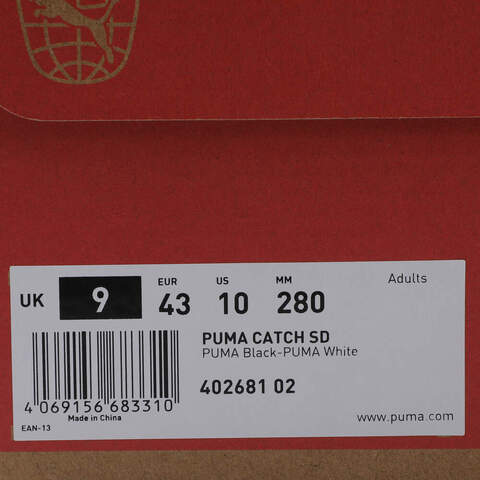 Adults
EUR US MM
UK 9 43 10 280
PUMA CATCH SD
PUMA Black-PUMA White
402681 02
4 069156 683310
Made in China
EAN-13
www.puma.com